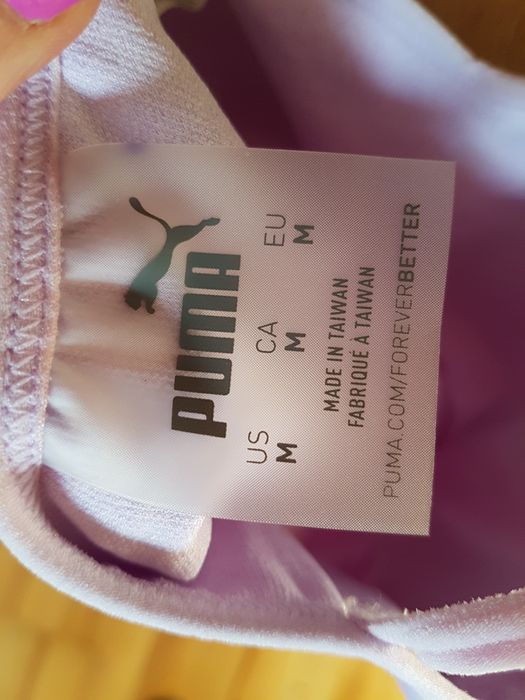 PUMA
US CA EU
M M M
MADE IN TAIWAN
FABRIQUÉ À TAIWAN
PUMA.COM/FOREVERBETTER